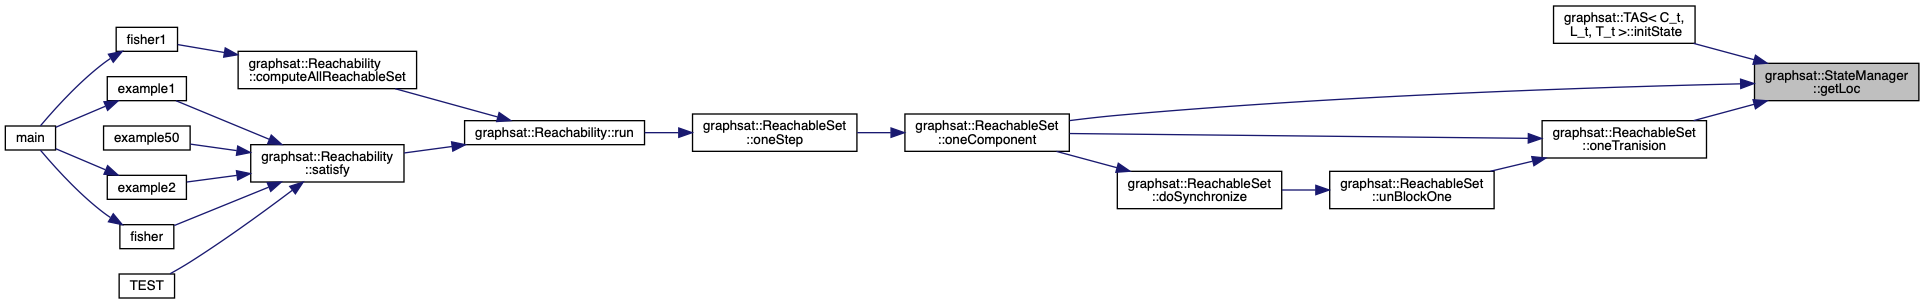 graphsat::TAS< C_t,
L_t, T_t >::initState
fisher1
graphsat::Reachability
::computeAllReachableSet
graphsat::StateManager
::getLoc
example1
main
example50
graphsat::Reachability::run
graphsat::ReachableSet
::oneStep
graphsat::ReachableSet
::oneComponent
graphsat::ReachableSet
::oneTranision
graphsat::Reachability
::satisfy
example2
graphsat::ReachableSet
::doSynchronize
graphsat::ReachableSet
::unBlockOne
fisher
TEST